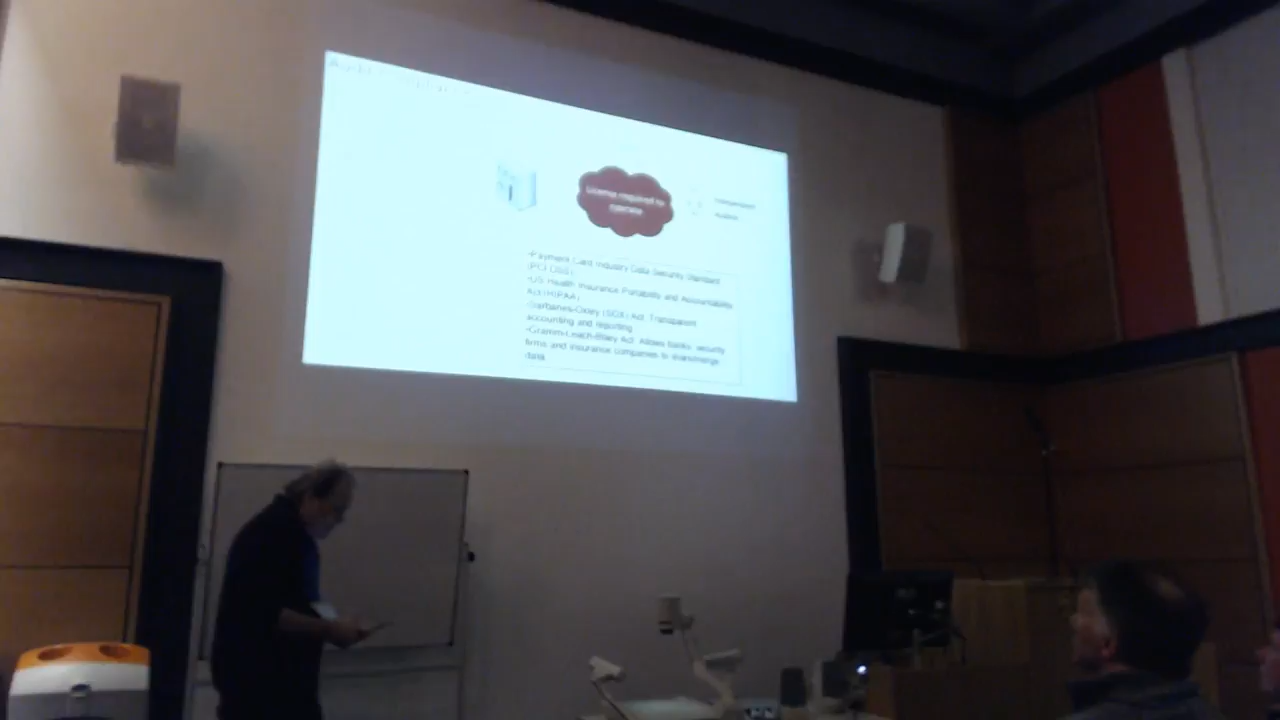 License required to
operate
-Payment Card Industry Data Security Standard
(PCI DSS)
-US Health Insurance Portability and Accountability
Act (HIPAA)
-Sarbanes-Oxley (SOX) Act: Transparent
accounting and reporting
-Gramm-Leach-Bliley Act: Allows banks, security
firms and insurance companies to
data